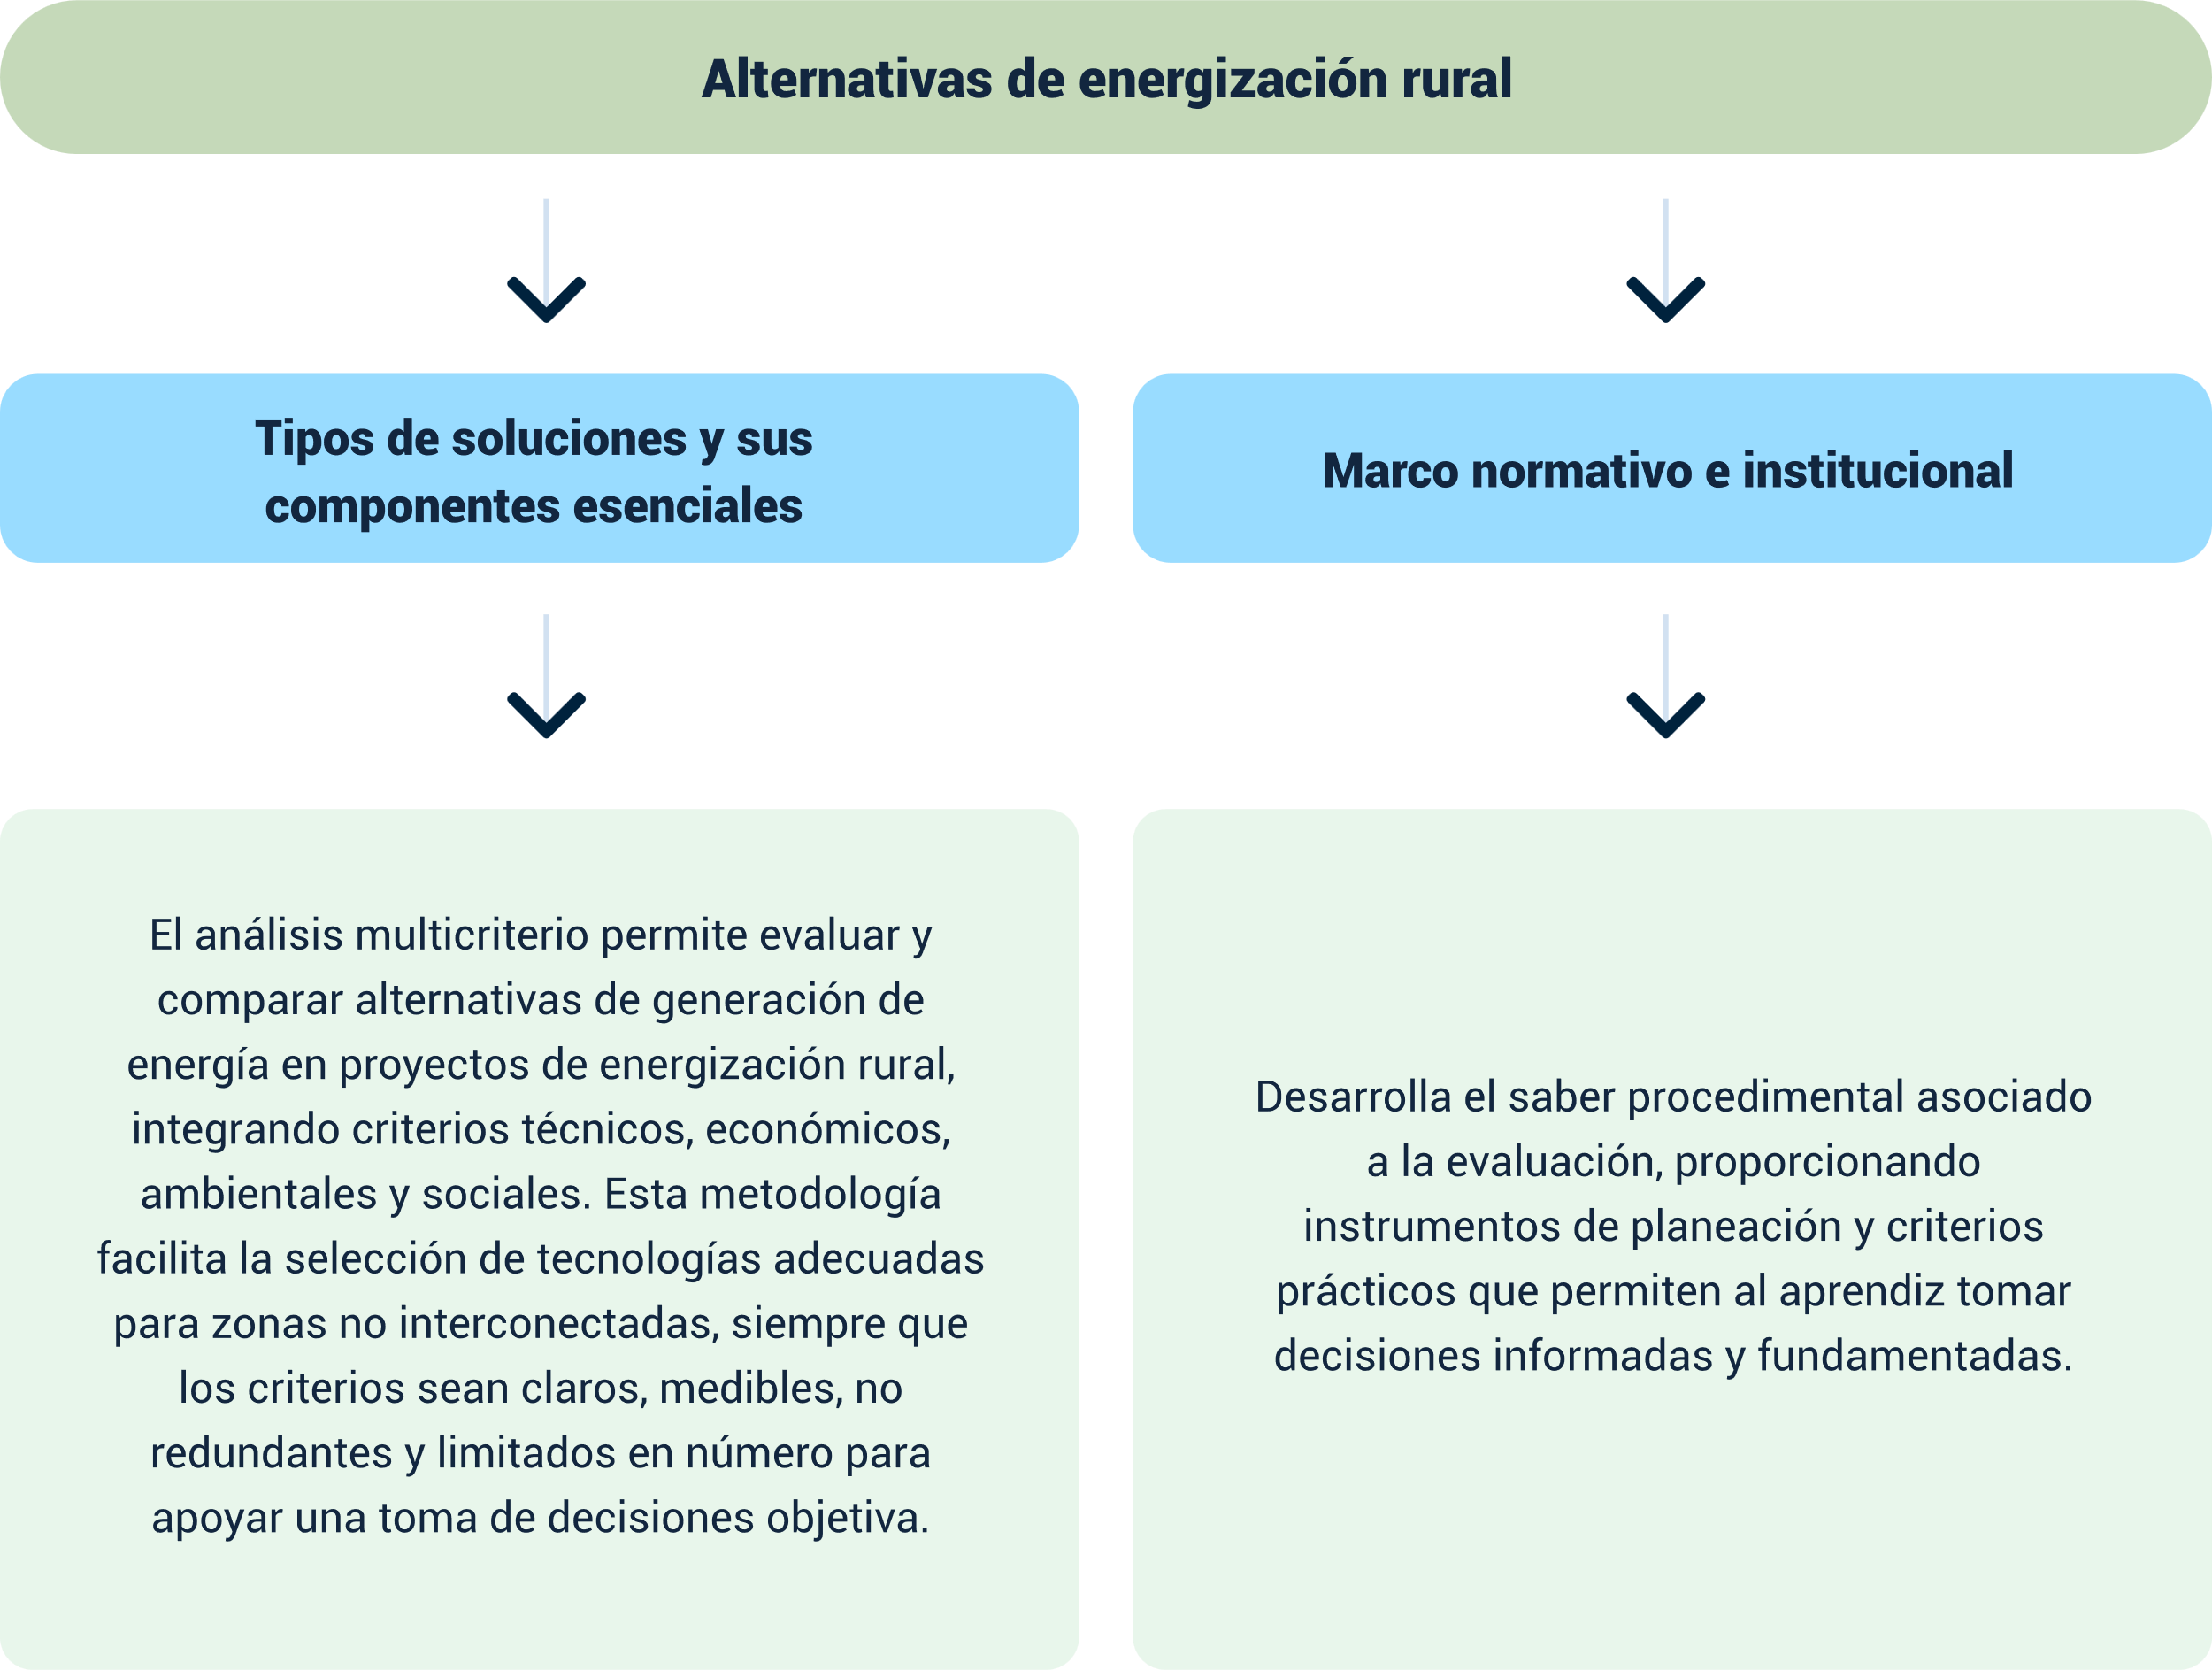 Alternativas de energización rural
Tipos de soluciones y sus
componentes esenciales
Marco normativo e institucional
El análisis multicriterio permite evaluar y
comparar alternativas de generación de
energía en proyectos de energización rural,
integrando criterios técnicos, económicos,
ambientales y sociales. Esta metodología
facilita la selección de tecnologías adecuadas
para zonas no interconectadas, siempre que
los criterios sean claros, medibles, no
redundantes y limitados en número para
apoyar una toma de decisiones objetiva.
Desarrolla el saber procedimental asociado
a la evaluación, proporcionando
instrumentos de planeación y criterios
prácticos que permiten al aprendiz tomar
decisiones informadas y fundamentadas.